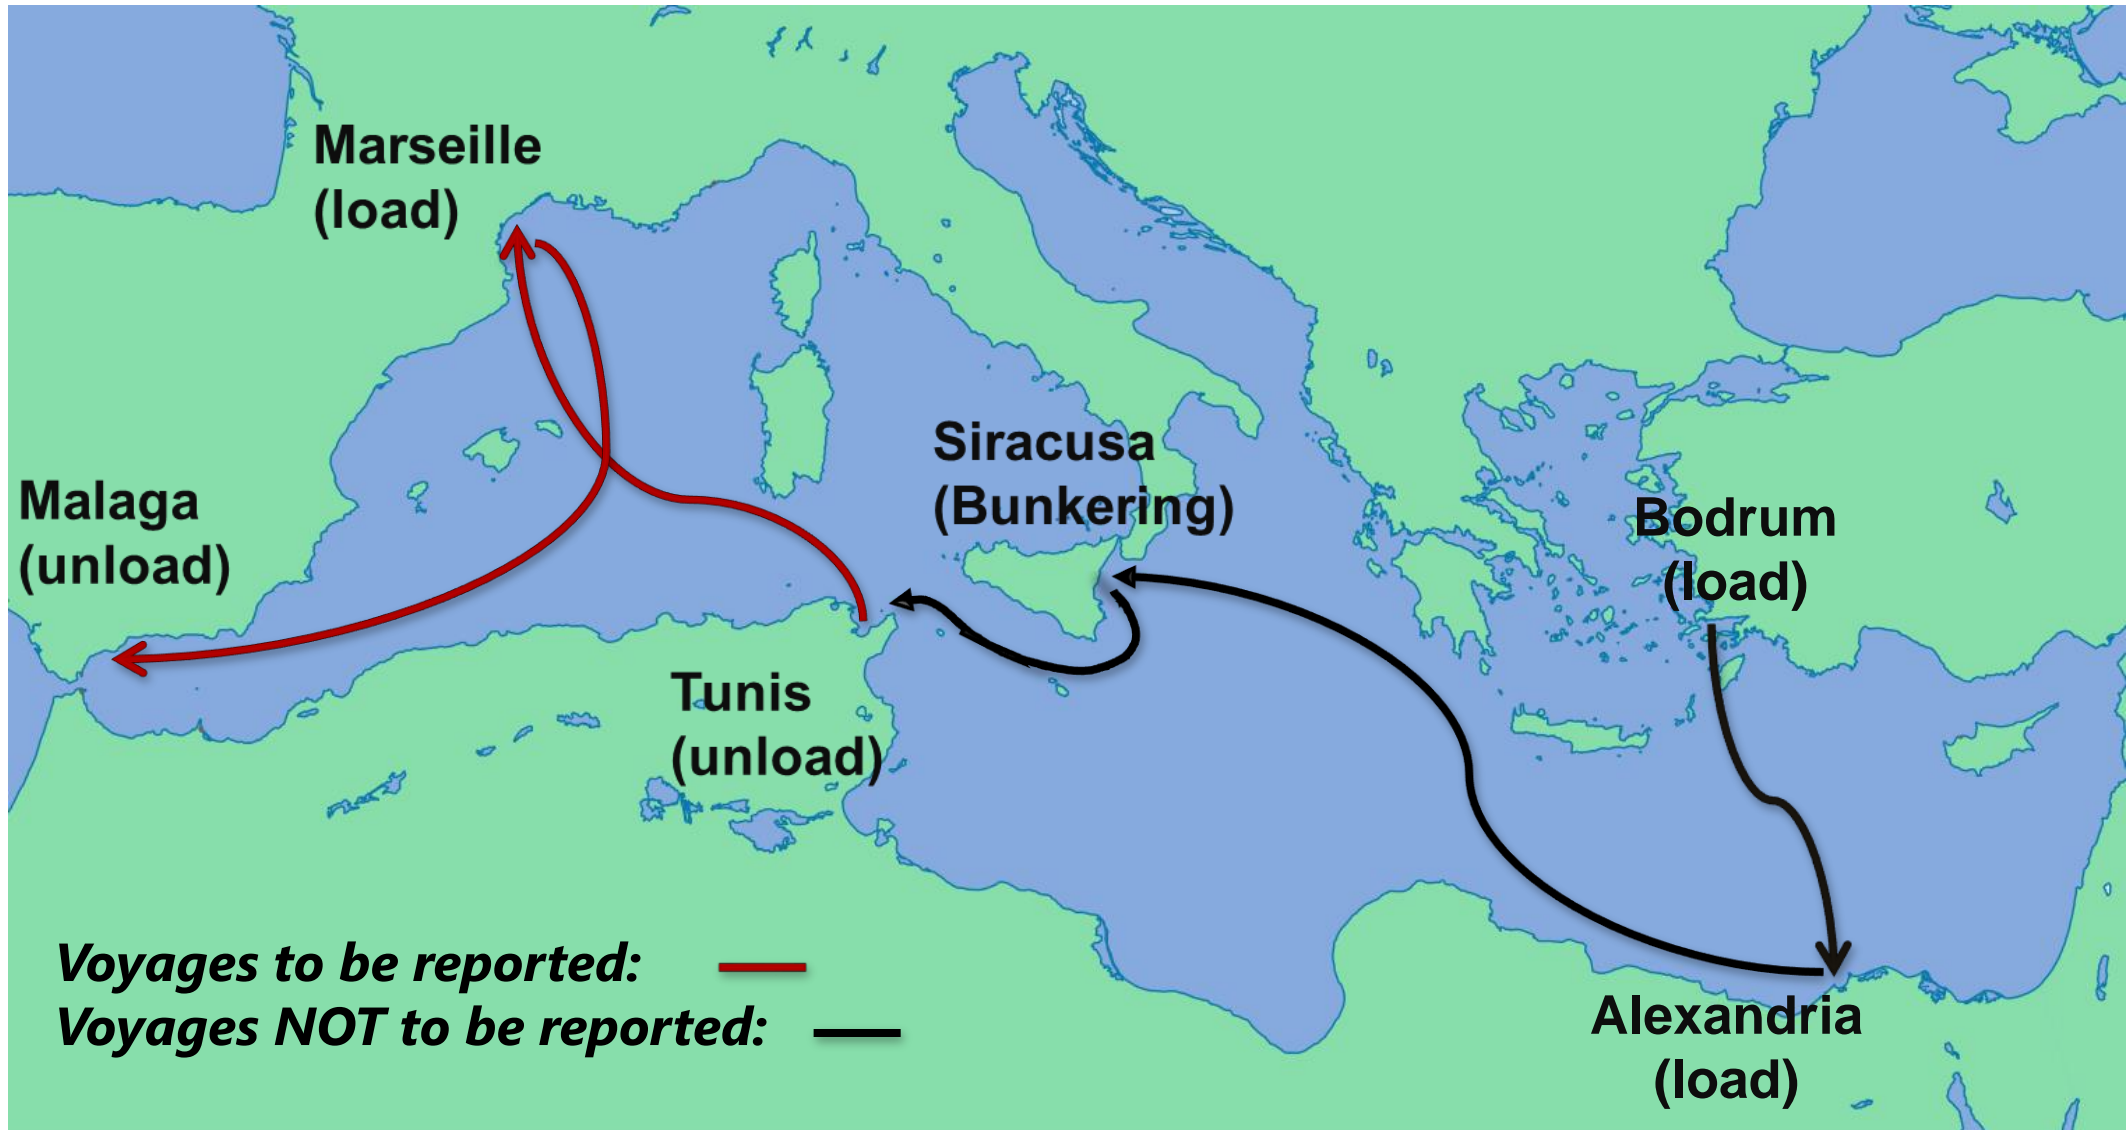 Marseille
(load)
Siracusa
(Bunkering)
Malaga
(unload)
Bodrum
(load)
Tunis
(unload)
Voyages to be reported:
Voyages NOT to be reported:
Alexandria
(load)